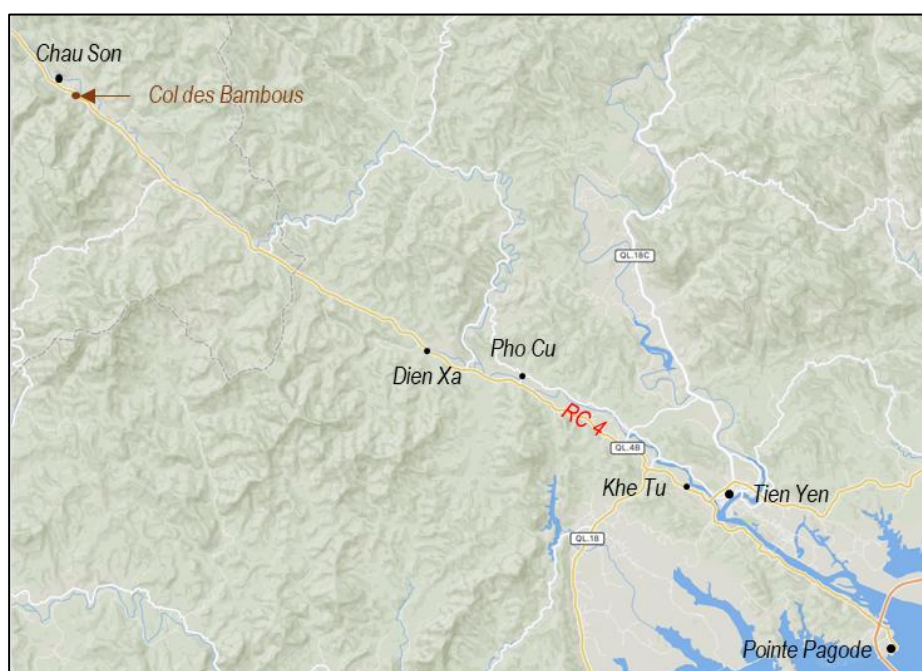 Chau Son
Col des Bambous
QL.18C
Pho Cu
Dien Xa
RC 4
QL.4B
Khe Tu
Tien Yen
QL.18
Pointe Pagode